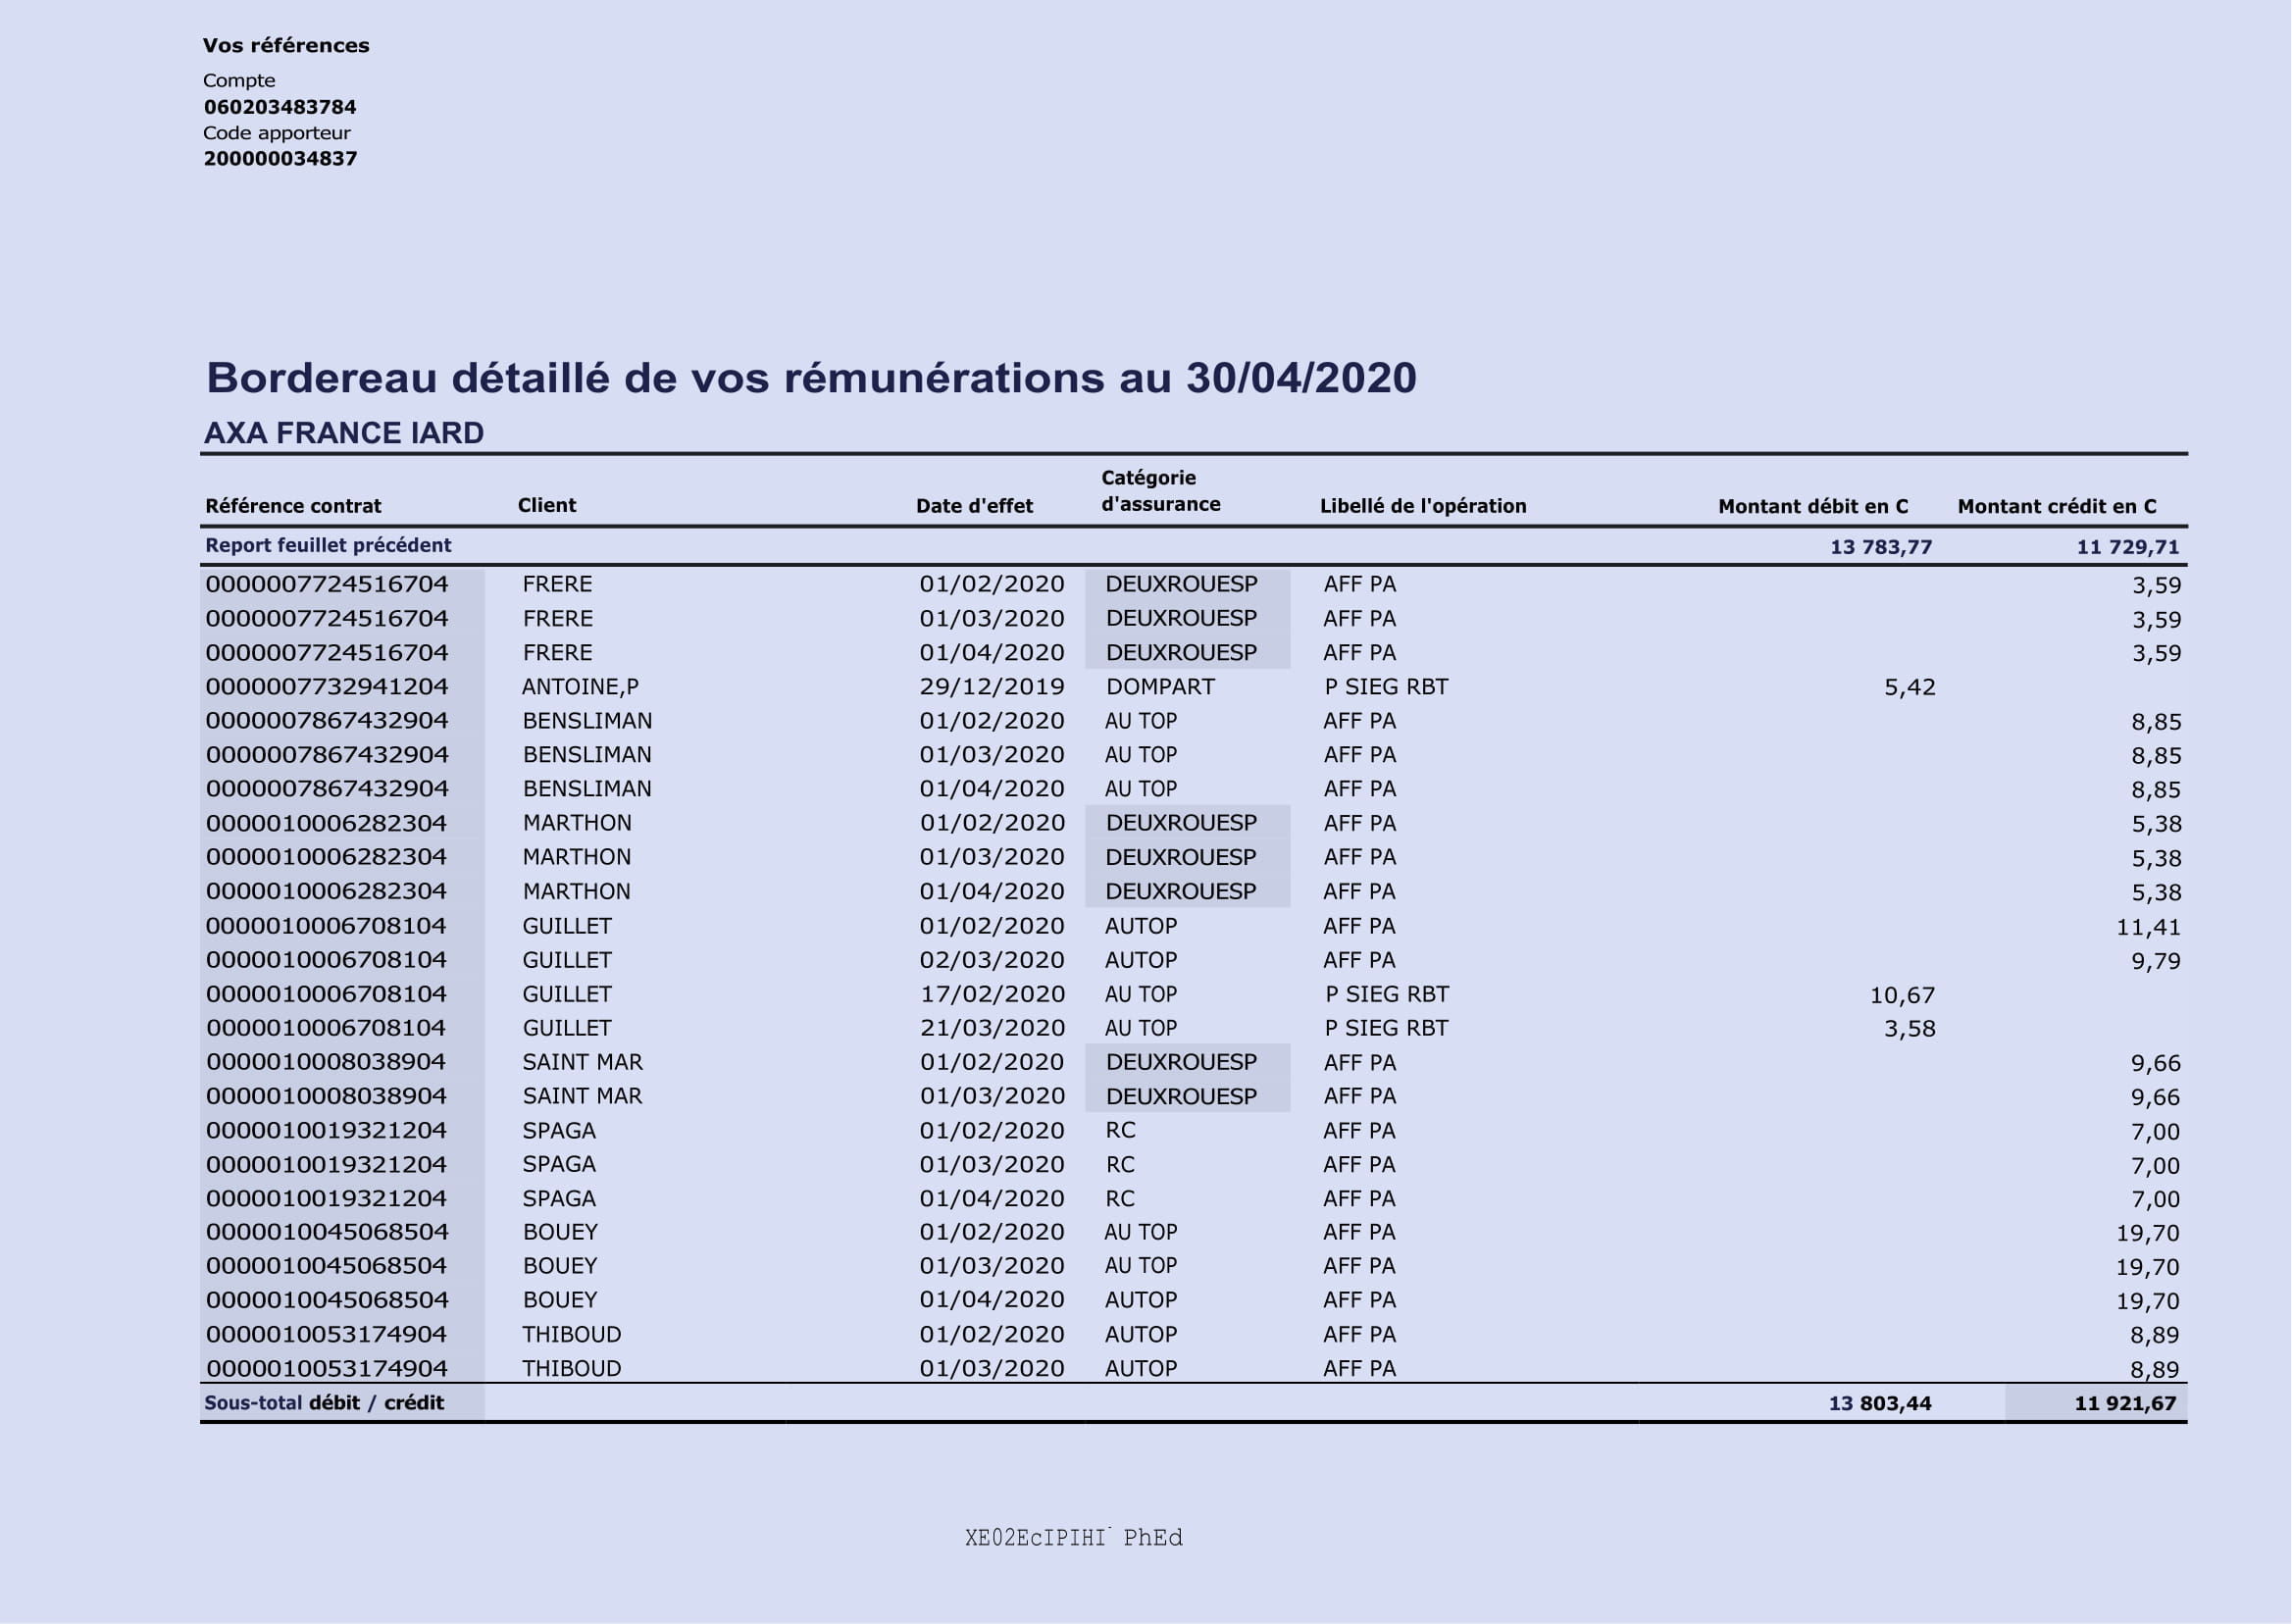 Vos références
Compte
060203483784
Code apporteur
200000034837
Bordereau détaillé de vos rémunérations au 30/04/2020
AXA FRANCE IARD
Référence contrat Client Date d'effet Catégorie d'assurance Libellé de l'opération Montant débit en C Montant crédit en C
Report feuillet précédent 13 783,77 11 729,71
0000007724516704 FRERE 01/02/2020 DEUXROUESP AFF PA 3,59
0000007724516704 FRERE 01/03/2020 DEUXROUESP AFF PA 3,59
0000007724516704 FRERE 01/04/2020 DEUXROUESP AFF PA 3,59
0000007732941204 ANTOINE,P 29/12/2019 DOMPART P SIEG RBT 5,42
0000007867432904 BENSLIMAN 01/02/2020 AU TOP AFF PA 8,85
0000007867432904 BENSLIMAN 01/03/2020 AU TOP AFF PA 8,85
0000007867432904 BENSLIMAN 01/04/2020 AU TOP AFF PA 8,85
0000010006282304 MARTHON 01/02/2020 DEUXROUESP AFF PA 5,38
0000010006282304 MARTHON 01/03/2020 DEUXROUESP AFF PA 5,38
0000010006282304 MARTHON 01/04/2020 DEUXROUESP AFF PA 5,38
0000010006708104 GUILLET 01/02/2020 AUTOP AFF PA 11,41
0000010006708104 GUILLET 02/03/2020 AUTOP AFF PA 9,79
0000010006708104 GUILLET 17/02/2020 AU TOP P SIEG RBT 10,67
0000010006708104 GUILLET 21/03/2020 AU TOP P SIEG RBT 3,58
0000010008038904 SAINT MAR 01/02/2020 DEUXROUESP AFF PA 9,66
0000010008038904 SAINT MAR 01/03/2020 DEUXROUESP AFF PA 9,66
0000010019321204 SPAGA 01/02/2020 RC AFF PA 7,00
0000010019321204 SPAGA 01/03/2020 RC AFF PA 7,00
0000010019321204 SPAGA 01/04/2020 RC AFF PA 7,00
0000010045068504 BOUEY 01/02/2020 AU TOP AFF PA 19,70
0000010045068504 BOUEY 01/03/2020 AU TOP AFF PA 19,70
0000010045068504 BOUEY 01/04/2020 AUTOP AFF PA 19,70
0000010053174904 THIBOUD 01/02/2020 AUTOP AFF PA 8,89
0000010053174904 THIBOUD 01/03/2020 AUTOP AFF PA 8,89
Sous-total débit / crédit 13 803,44 11 921,67
XE02EcIPIHI¯ PhEd